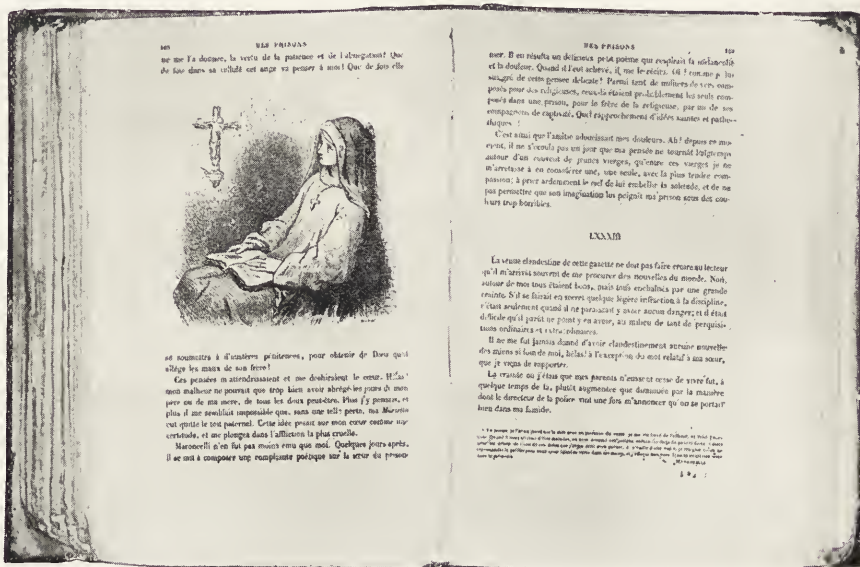 DES PRISONS
me me l'a donnée, la vertu de la patience et de l'abnégation! Que
de fois dans sa cellule cet ange va penser à moi! Que de fois elle
se soumettra à d'austères pénitences, pour obtenir de Dieu qu'il
allège les maux de son frère!
Ces pensées m'attendrissaient et me déchiraient le cœur. Hélas!
mon malheur ne pouvait que trop bien avoir abrégé les jours de mon
père ou de ma mère, de tous les deux peut-être. Plus j'y pensais, et
plus il me semblait impossible que, sans une telle perte, ma Marietta
eût quitté le toit paternel. Cette idée pesait sur mon cœur comme une
certitude, et me plongea dans l'affliction la plus cruelle.
Maroncelli n'en fut pas moins ému que moi. Quelques jours après,
il se mit à composer une complainte poétique sur la sœur du prison-
DES PRISONS
nier. Il en résulta un délicieux petit poème qui respirait la mélancolie
et la douleur. Quand il l'eut achevé, il me le récita. Oh! comme je lui
sus gré de cette pensée délicate! Parmi tant de milliers de vers com-
posés pour des religieuses, ceux-là étaient probablement les seuls com-
posés dans une prison, pour le frère de la religieuse, par un de ses
compagnons de captivité. Quel rapprochement d'idées saintes et pathé-
tiques!
C'est ainsi que l'amitié adoucissait mes douleurs. Ah! depuis ce mo-
ment, il ne s'écoula pas un jour que ma pensée ne tournât longtemps
autour d'un couvent de jeunes vierges, qu'entre ces vierges je ne
m'arrêtasse à en considérer une, une seule, avec la plus tendre com-
passion; à prier ardemment le ciel de lui embellir la solitude, et de ne
pas permettre que son imagination lui peignît ma prison sous des cou-
leurs trop horribles.
LXXXIII
La venue clandestine de cette gazette ne doit pas faire croire au lecteur
qu'il m'arrivât souvent de me procurer des nouvelles du monde. Non,
autour de moi tous étaient bons, mais tous enchaînés par une grande
crainte. S'il se faisait en secret quelque légère infraction à la discipline,
c'était seulement quand il ne paraissait y avoir aucun danger; et il était
difficile qu'il parût ne point y en avoir, au milieu de tant de perquisi-
tions ordinaires et extraordinaires.
Il ne me fut jamais donné d'avoir clandestinement aucune nouvelle
des miens si loin de moi, hélas! à l'exception du mot relatif à ma sœur,
que je viens de rapporter.
La crainte où j'étais que mes parents n'eussent cessé de vivre fut, à
quelque temps de là, plutôt augmentée que diminuée par la manière
dont le directeur de la police vint une fois m'annoncer qu'on se portait
bien dans ma famille.